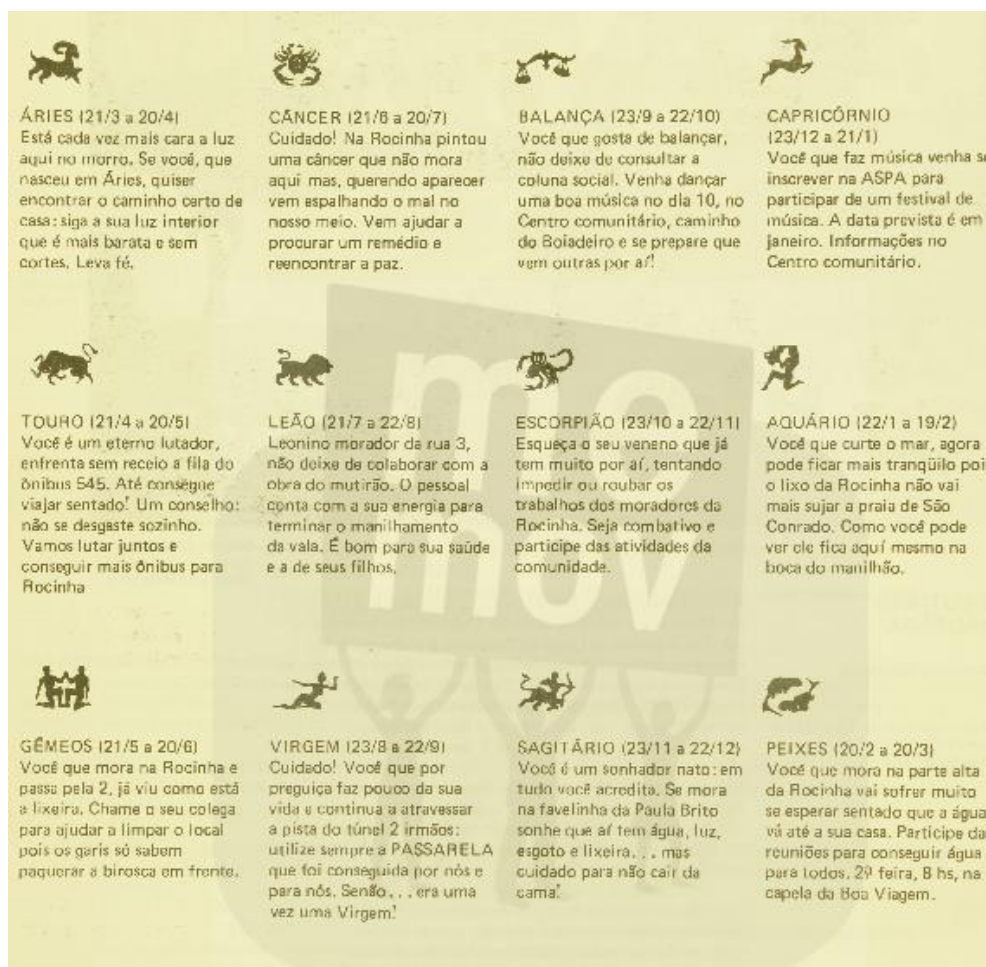 ÁRIES (21/3 a 20/4)
Está cada vez mais cara a luz
aqui no morro. Se você, que
nasceu em Áries, quiser
encontrar o caminho certo de
casa: siga a sua luz interior
que é mais barata e sem
cortes. Leva fé.
CÂNCER (21/6 a 20/7)
Cuidado! Na Rocinha pintou
uma câncer que não mora
aqui mas, querendo aparecer
vem espalhando o mal no
nosso meio. Vem ajudar a
procurar um remédio e
reencontrar a paz.
BALANÇA (23/9 a 22/10)
Você que gosta de balançar,
não deixe de consultar a
coluna social. Venha dançar
uma boa música no dia 10, no
Centro comunitário, caminho
do Boiadeiro e se prepare que
vem outras por aí!
CAPRICÓRNIO
(23/12 a 21/1)
Você que faz música venha se
inscrever na ASPA para
participar de um festival de
música. A data prevista é em
janeiro. Informações no
Centro comunitário.
TOURO (21/4 a 20/5)
Você é um eterno lutador,
enfrenta sem receio a fila do
ônibus 545. Até consegue
viajar sentado! Um conselho:
não se desgaste sozinho.
Vamos lutar juntos e
conseguir mais ônibus para
Rocinha
LEÃO (21/7 a 22/8)
Leonino morador da rua 3,
não deixe de colaborar com a
obra do mutirão. O pessoal
conta com a sua energia para
terminar o manilhamento
da vala. É bom para sua saúde
e a de seus filhos.
ESCORPIÃO (23/10 a 22/11)
Esqueça o seu veneno que já
tem muito por aí, tentando
impedir ou roubar os
trabalhos dos moradores da
Rocinha. Seja combativo e
participe das atividades da
comunidade.
AQUÁRIO (22/1 a 19/2)
Você que curte o mar, agora
pode ficar mais tranqüilo poi
o lixo da Rocinha não vai
mais sujar a praia de São
Conrado. Como você pode
ver ele fica aquí mesmo na
boca do manilhão.
GÊMEOS (21/5 a 20/6)
Você que mora na Rocinha e
passa pela 2, já viu como está
a lixeira. Chame o seu colega
para ajudar a limpar o local
pois os garis só sabem
paquerar a birosca em frente.
VIRGEM (23/8 a 22/9)
Cuidado! Você que por
preguiça faz pouco da sua
vida e continua a atravessar
a pista do túnel 2 irmãos:
utilize sempre a PASSARELA
que foi conseguida por nós e
para nós. Senão . . . era uma
vez uma Virgem!
SAGITÁRIO (23/11 a 22/12)
Você é um sonhador nato: em
tudo você acredita. Se mora
na favelinha da Paula Brito
sonhe que aí tem água, luz,
esgoto e lixeira. . . mas
cuidado para não cair da
cama!
PEIXES (20/2 a 20/3)
Você que mora na parte alta
da Rocinha vai sofrer muito
se esperar sentado que a água
vá até a sua casa. Participe da
reuniões para conseguir água
para todos. 2ª feira, 8 hs, na
capela da Boa Viagem.
me
mov